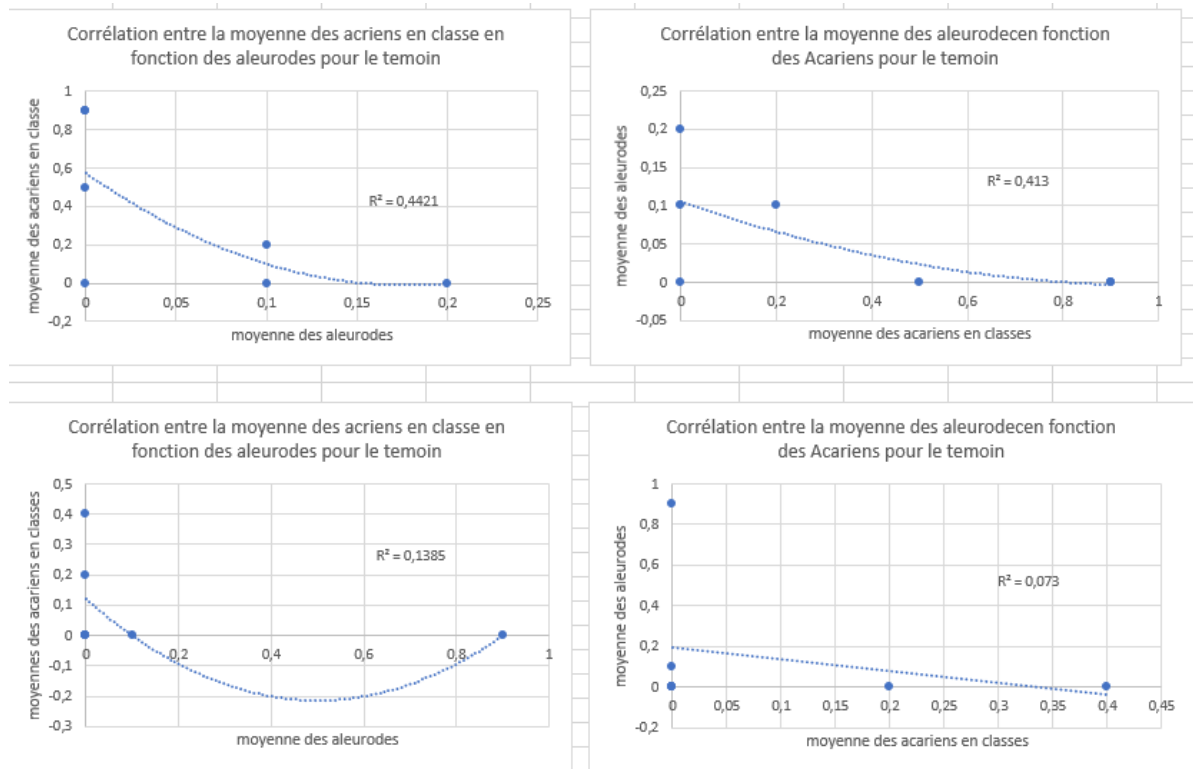 Corrélation entre la moyenne des acriens en classe en
fonction des aleurodes pour le temoin
moyenne des acariens en classe
1
0,8
0,6
0,4
0,2
0
-0,2
R² = 0,4421
0
0,05
0,1
0,15
0,2
0,25
moyenne des aleurodes
Corrélation entre la moyenne des aleurodecen fonction
des Acariens pour le temoin
moyenne des aleurodes
0,25
0,2
0,15
0,1
0,05
0
-0,05
R² = 0,413
0
0,2
0,4
0,6
0,8
1
moyenne des acariens en classes
Corrélation entre la moyenne des acriens en classe en
fonction des aleurodes pour le temoin
moyennes des acariens en classes
0,5
0,4
0,3
0,2
0,1
0
-0,1
-0,2
-0,3
R² = 0,1385
0
0,2
0,4
0,6
0,8
1
moyenne des aleurodes
Corrélation entre la moyenne des aleurodecen fonction
des Acariens pour le temoin
moyenne des aleurodes
1
0,8
0,6
0,4
0,2
0
-0,2
R² = 0,073
0
0,05
0,1
0,15
0,2
0,25
0,3
0,35
0,4
0,45
moyenne des acariens en classes